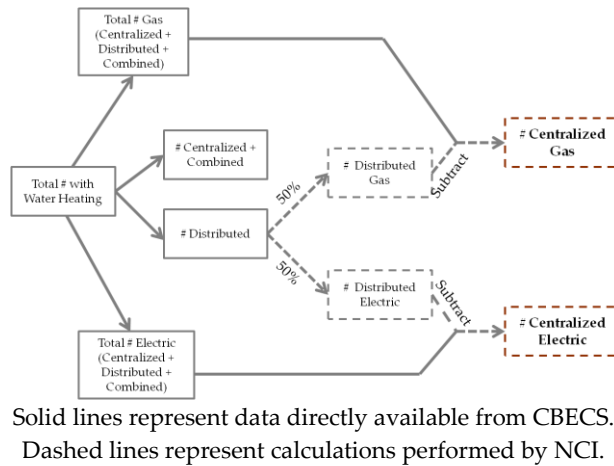 Total # Gas
(Centralized +
Distributed +
Combined)
# Centralized +
Combined
# Distributed
Gas
Subtract
# Centralized
Gas
Total # with
Water Heating
# Distributed
50%
50%
# Distributed
Electric
Subtract
# Centralized
Electric
Total # Electric
(Centralized +
Distributed +
Combined)
Solid lines represent data directly available from CBECS.
Dashed lines represent calculations performed by NCI.